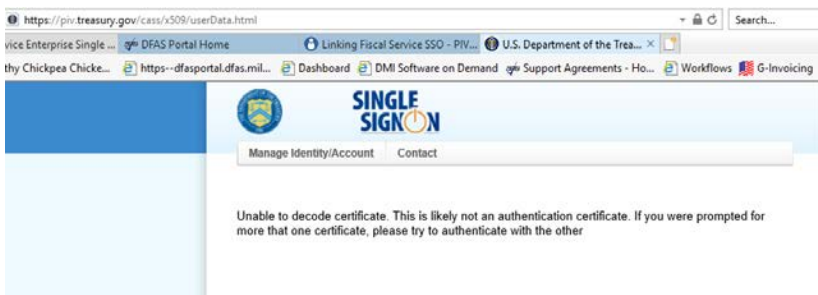 https://piv.treasury.gov/cass/x509/userData.html Search...
vice Enterprise Single ... DFAS Portal Home Linking Fiscal Service SSO - PIV... U.S. Department of the Trea... ×
thy Chickpea Chicke... https--dfasportal.dfas.mil... Dashboard DMI Software on Demand Support Agreements - Ho... Workflows G-Invoicing
SINGLE
SIGN ON
Manage Identity/Account Contact
Unable to decode certificate. This is likely not an authentication certificate. If you were prompted for
more that one certificate, please try to authenticate with the other